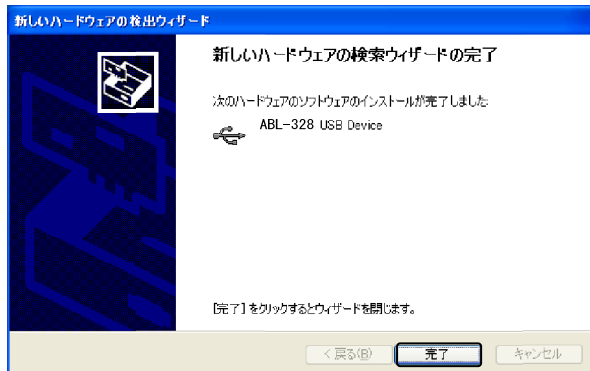 新しいハードウェアの検出ウィザード
新しいハードウェアの検索ウィザードの完了
次のハードウェアのソフトウェアのインストールが完了しました:
ABL-328 USB Device
[完了] をクリックするとウィザードを閉じます。
< 戻る(B)
完了
キャンセル